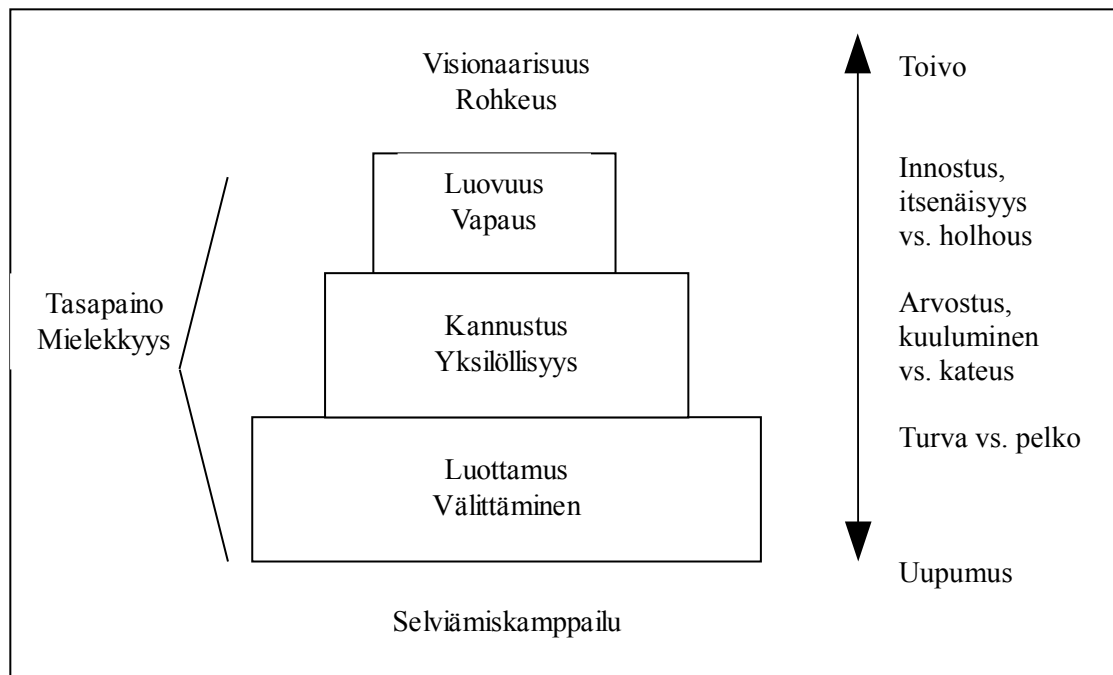 Visionaarisuus
Rohkeus
Toivo
Luovuus
Vapaus
Innostus,
itsenäisyys
vs. holhous
Tasapaino
Mielekkyys
Kannustus
Yksilöllisyys
Arvostus,
kuuluminen
vs. kateus
Turva vs. pelko
Luottamus
Välittäminen
Uupumus
Selviämiskamppailu